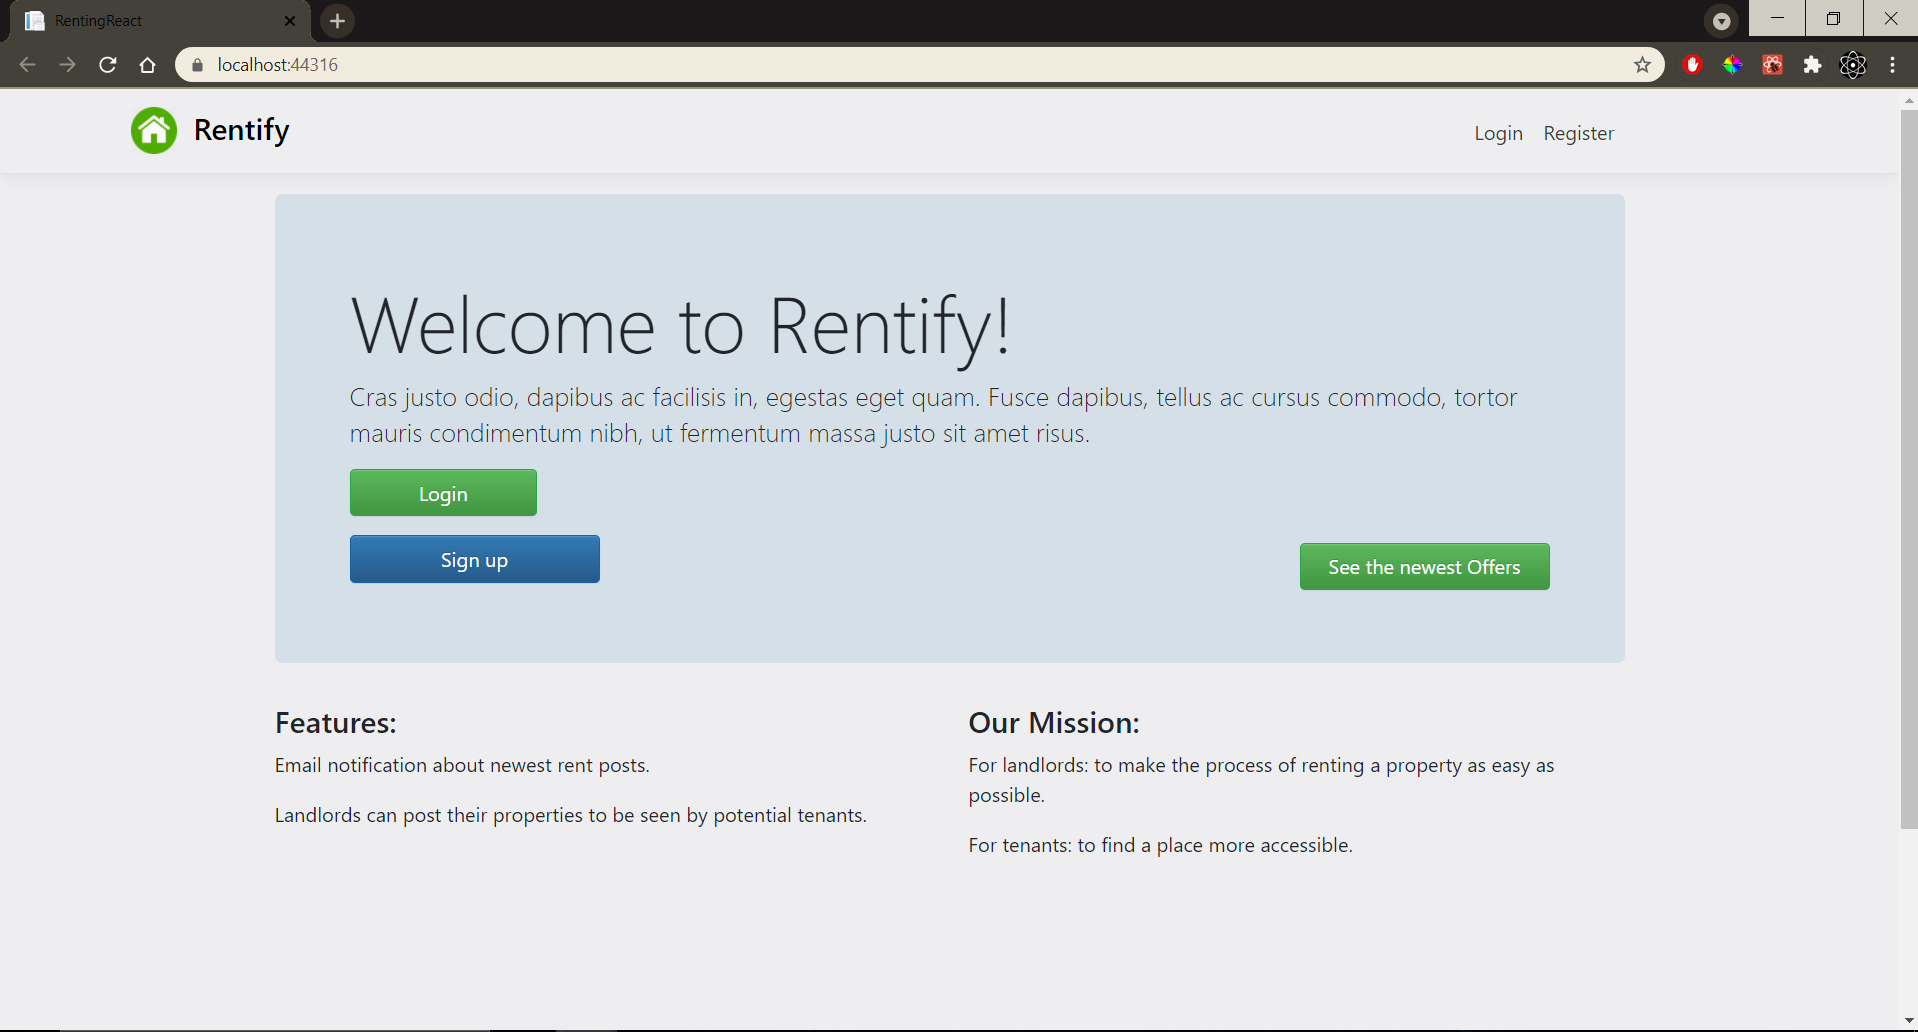 RentingReact
localhost:44316
Rentify
Login Register
Welcome to Rentify!
Cras justo odio, dapibus ac facilisis in, egestas eget quam. Fusce dapibus, tellus ac cursus commodo, tortor
mauris condimentum nibh, ut fermentum massa justo sit amet risus.
Login
Sign up
See the newest Offers
Features:
Email notification about newest rent posts.
Landlords can post their properties to be seen by potential tenants.
Our Mission:
For landlords: to make the process of renting a property as easy as
possible.
For tenants: to find a place more accessible.